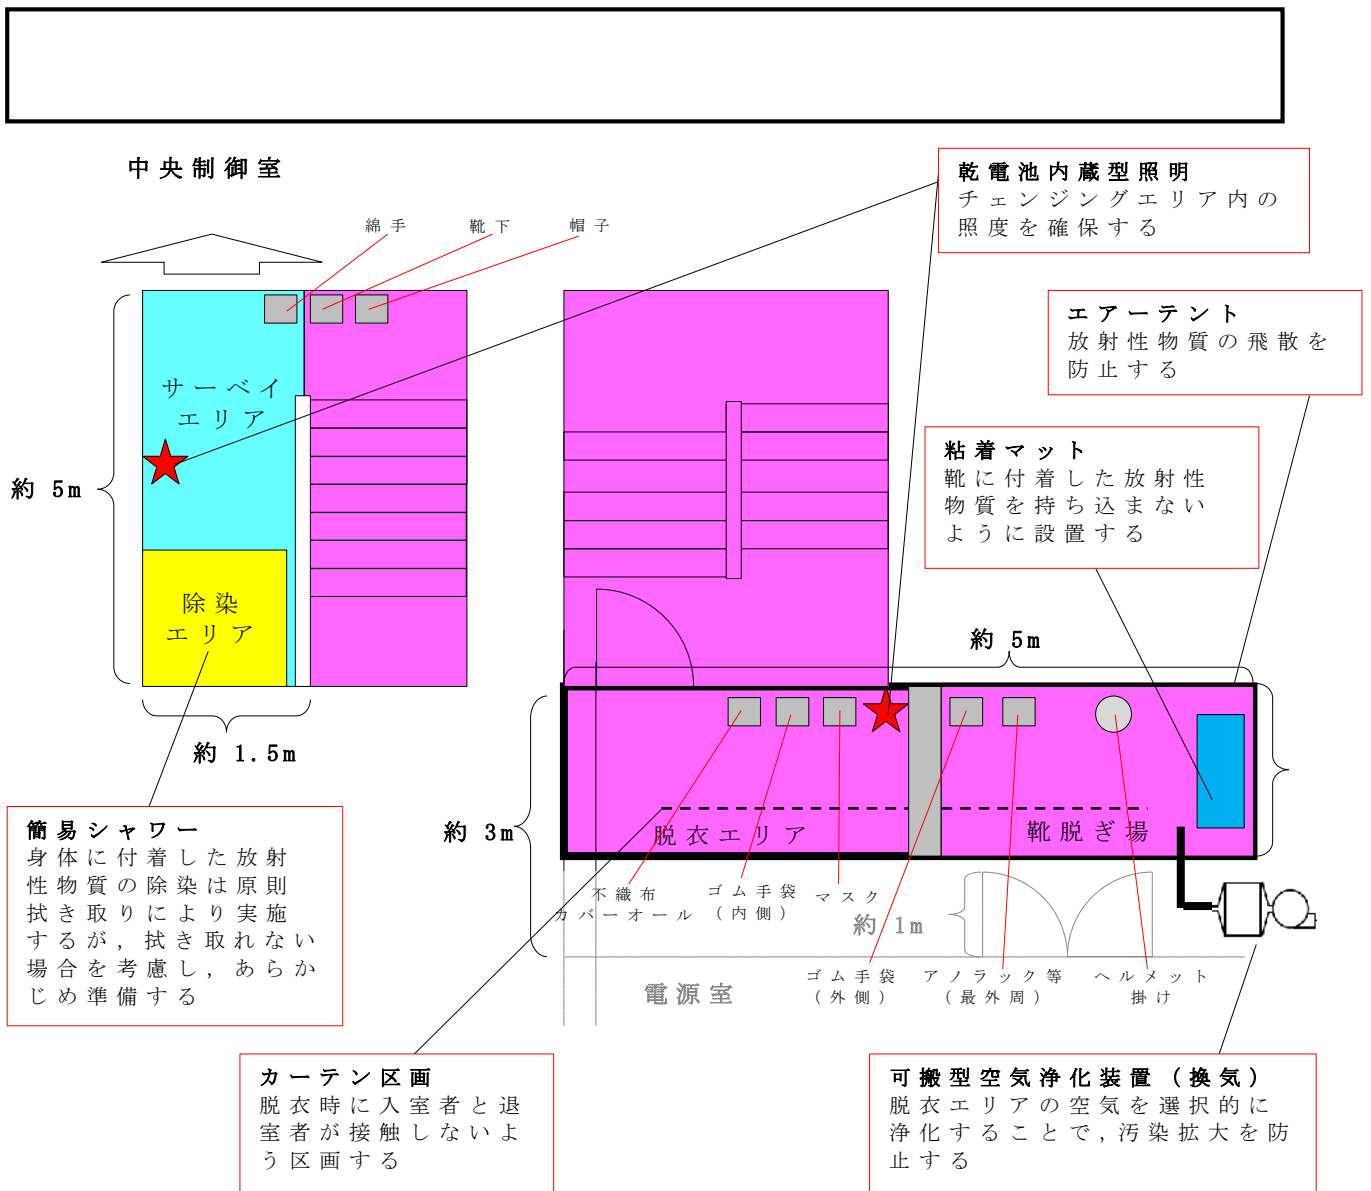 中央制御室
綿手
靴下
帽子
乾電池内蔵型照明
チェンジングエリア内の
照度を確保する
エアーテント
放射性物質の飛散を
防止する
サーベイ
エリア
粘着マット
靴に付着した放射性
物質を持ち込まない
ように設置する
約 5m
除染
エリア
約 5m
約 1.5m
簡易シャワー
身体に付着した放射
性物質の除染は原則
拭き取りにより実施
するが，拭き取れない
場合を考慮し，あらか
じめ準備する
約 3m
脱衣エリア
靴脱ぎ場
不織布
カバーオール
ゴム手袋
（内側）
マスク
約 1m
ゴム手袋
（外側）
アノラック等
（最外周）
ヘルメット
掛け
電源室
カーテン区画
脱衣時に入室者と退
室者が接触しないよ
う区画する
可搬型空気浄化装置（換気）
脱衣エリアの空気を選択的に
浄化することで，汚染拡大を防
止する